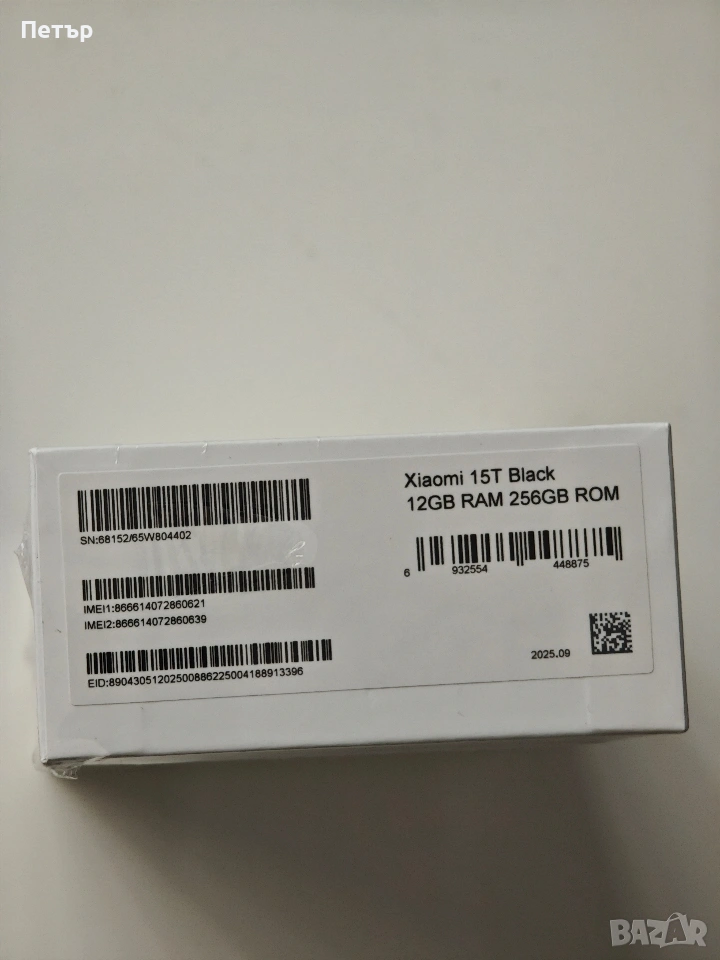 Петър
Xiaomi 15T Black
12GB RAM 256GB ROM
SN:68152/65W804402
6 932554 448875
IMEI1:866614072860621
IMEI2:866614072860639
EID:89043051202500886225004188913396
2025.09
BAZAR